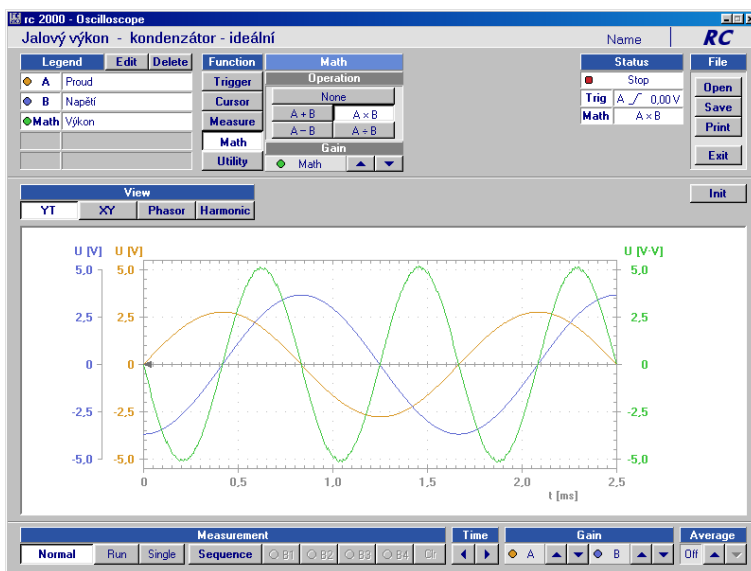 rc 2000 - Oscilloscope
Jalový výkon - kondenzátor - ideální Name RC
Legend Edit Delete Function Math Status File
A Proud Trigger Operation Stop Open
B Napětí Cursor None Trig A 0,00 V Save
Math Výkon Measure A + B A × B Math A × B Print
Math A − B A ÷ B
Utility Gain Exit
Math
View Init
YT XY Phasor Harmonic
U [V] U [V] U [V·V]
5,0 5,0 5,0
2,5 2,5 2,5
0 0 0
-2,5 -2,5 -2,5
-5,0 -5,0 -5,0
0 0,5 1,0 1,5 2,0 2,5
t [ms]
Measurement Time Gain Average
Normal Run Single Sequence B1 B2 B3 B4 Clr A B Off